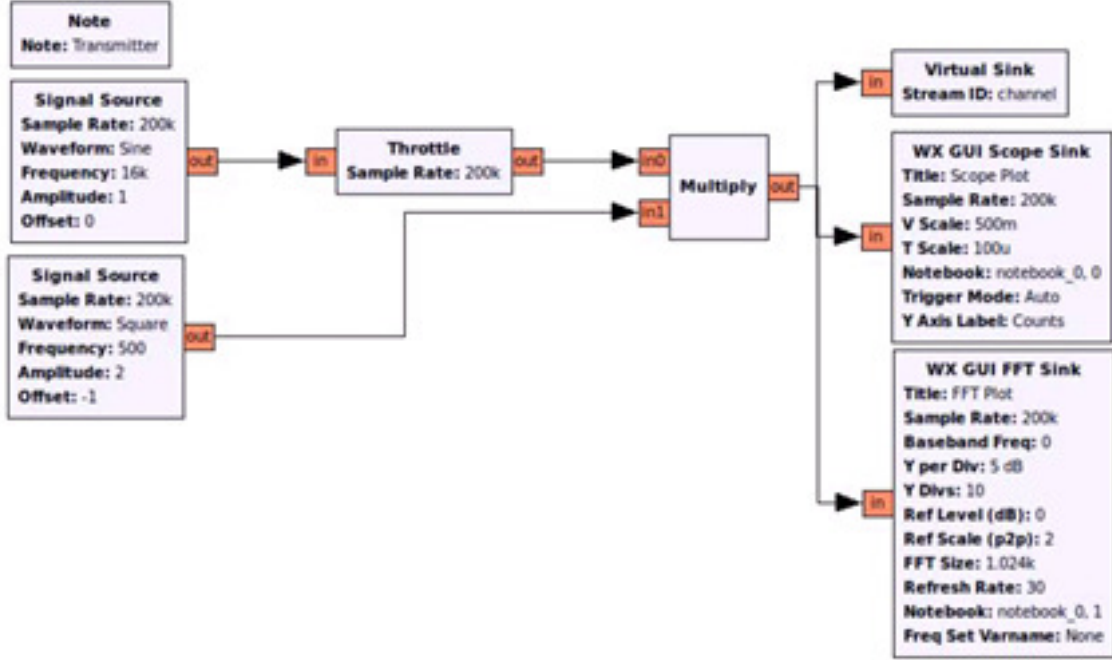 Note
Note: Transmitter
Signal Source
Sample Rate: 200k
Waveform: Sine
Frequency: 16k
Amplitude: 1
Offset: 0
out
in
Throttle
Sample Rate: 200k
out
in0
in1
Multiply
out
Signal Source
Sample Rate: 200k
Waveform: Square
Frequency: 500
Amplitude: 2
Offset: -1
out
in
Virtual Sink
Stream ID: channel
in
WX GUI Scope Sink
Title: Scope Plot
Sample Rate: 200k
V Scale: 500m
T Scale: 100u
Notebook: notebook_0, 0
Trigger Mode: Auto
Y Axis Label: Counts
in
WX GUI FFT Sink
Title: FFT Plot
Sample Rate: 200k
Baseband Freq: 0
Y per Div: 5 dB
Y Divs: 10
Ref Level (dB): 0
Ref Scale (p2p): 2
FFT Size: 1.024k
Refresh Rate: 30
Notebook: notebook_0, 1
Freq Set Varname: None